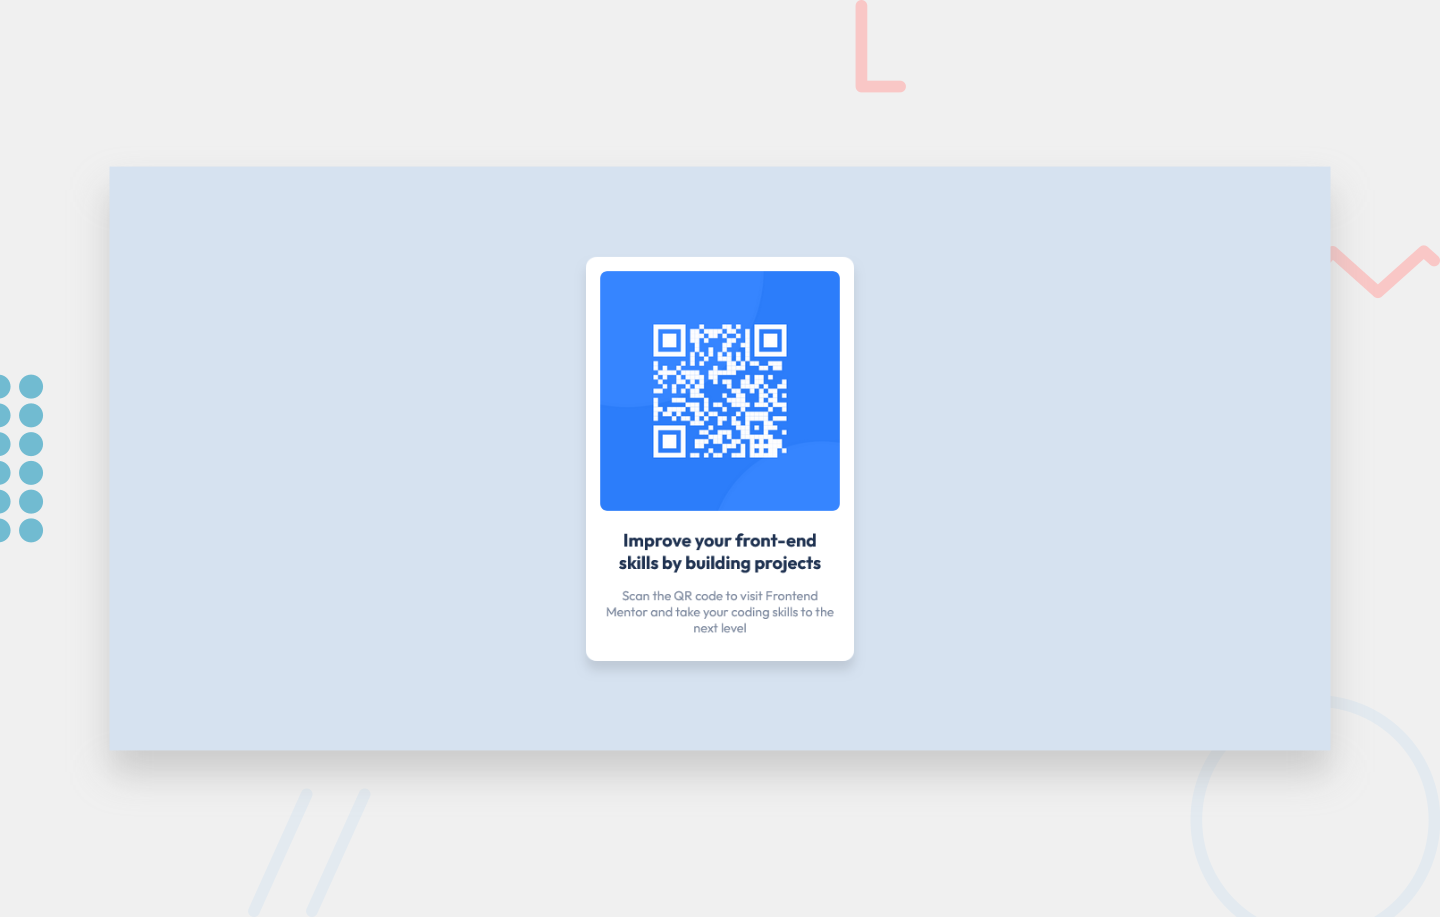 Improve your front-end
skills by building projects
Scan the QR code to visit Frontend
Mentor and take your coding skills to the
next level